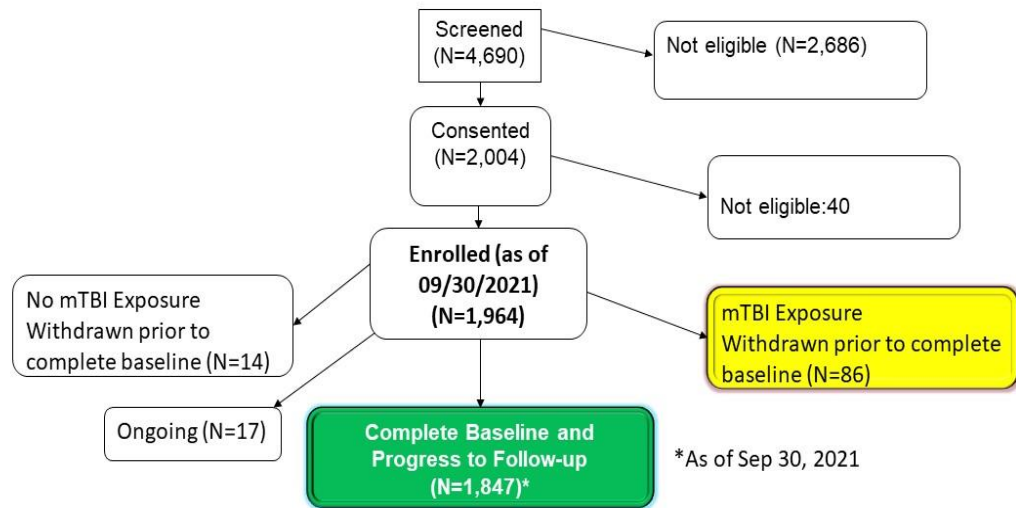 Screened
(N=4,690)
Not eligible (N=2,686)
Consented
(N=2,004)
Not eligible:40
Enrolled (as of
09/30/2021)
(N=1,964)
No mTBI Exposure
Withdrawn prior to
complete baseline (N=14)
mTBI Exposure
Withdrawn prior to complete
baseline (N=86)
Ongoing (N=17)
Complete Baseline and
Progress to Follow-up
(N=1,847)*
*As of Sep 30, 2021